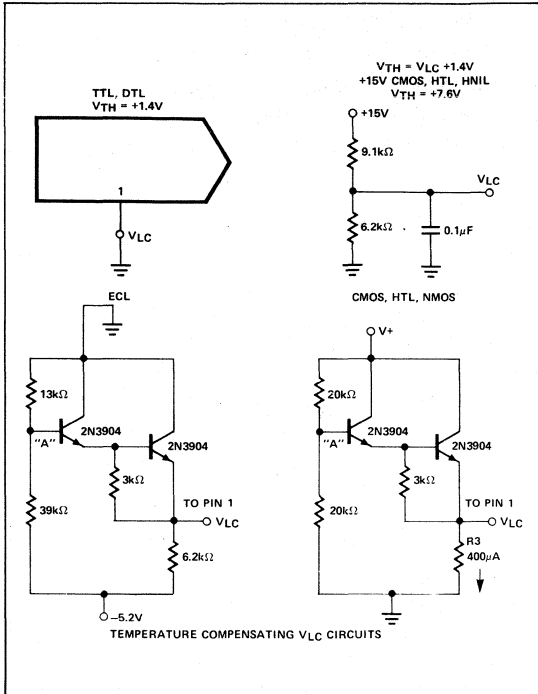 TTL, DTL
VTH = +1.4V
1
VLC
VTH = VLC +1.4V
+15V CMOS, HTL, HNIL
VTH = +7.6V
+15V
9.1kΩ
VLC
6.2kΩ
0.1μF
ECL
13kΩ
2N3904
"A"
2N3904
3kΩ
39kΩ
TO PIN 1
VLC
6.2kΩ
–5.2V
CMOS, HTL, NMOS
V+
20kΩ
2N3904
"A"
2N3904
3kΩ
20kΩ
TO PIN 1
VLC
R3
400μA
TEMPERATURE COMPENSATING VLC CIRCUITS